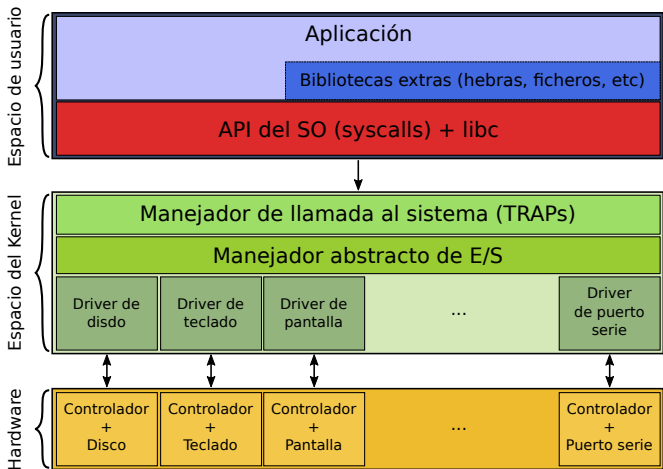 Espacio de usuario
Aplicación
Bibliotecas extras (hebras, ficheros, etc)
API del SO (syscalls) + libc
Espacio del Kernel
Manejador de llamada al sistema (TRAPs)
Manejador abstracto de E/S
Driver de
disdo
Driver de
teclado
Driver de
pantalla
...
Driver
de puerto
serie
Hardware
Controlador
+
Disco
Controlador
+
Teclado
Controlador
+
Pantalla
...
Controlador
+
Puerto serie